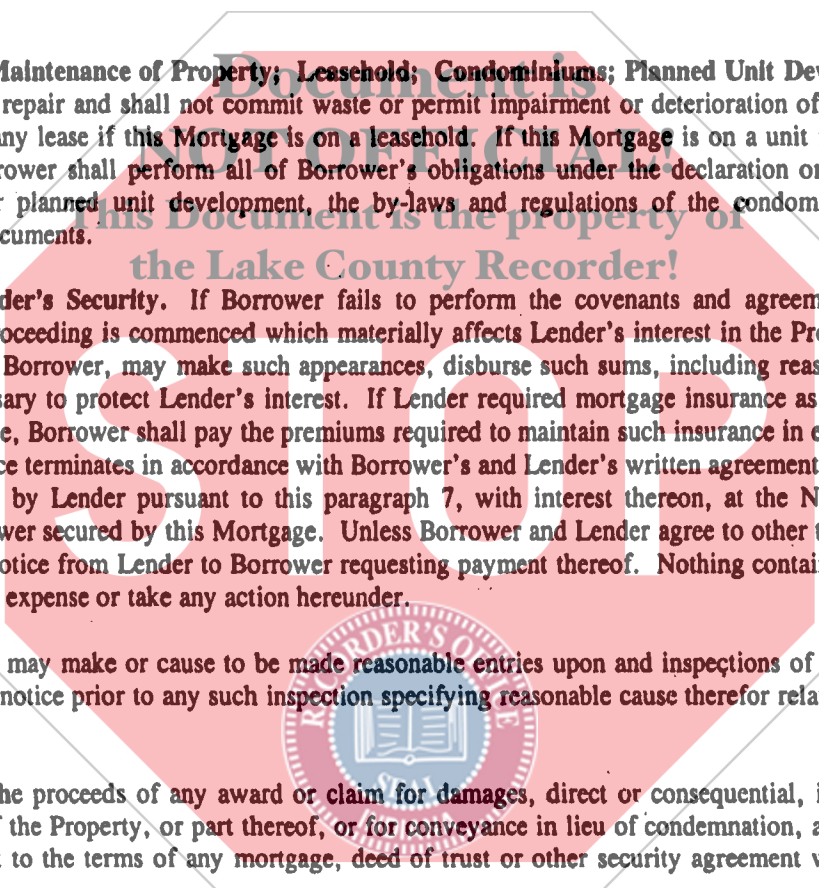 Document is
NOT OFFICIAL!
This Document is the property of
the Lake County Recorder!
STOP
Maintenance of Property; Leasehold; Condominiums; Planned Unit Dev
repair and shall not commit waste or permit impairment or deterioration of
any lease if this Mortgage is on a leasehold. If this Mortgage is on a unit
rower shall perform all of Borrower's obligations under the declaration or
r planned unit development, the by-laws and regulations of the condom
cuments.
der's Security. If Borrower fails to perform the covenants and agreem
oceeding is commenced which materially affects Lender's interest in the Pro
Borrower, may make such appearances, disburse such sums, including reas
sary to protect Lender's interest. If Lender required mortgage insurance as
e, Borrower shall pay the premiums required to maintain such insurance in e
ce terminates in accordance with Borrower's and Lender's written agreement
by Lender pursuant to this paragraph 7, with interest thereon, at the N
wer secured by this Mortgage. Unless Borrower and Lender agree to other t
otice from Lender to Borrower requesting payment thereof. Nothing contai
expense or take any action hereunder.
may make or cause to be made reasonable entries upon and inspections of
notice prior to any such inspection specifying reasonable cause therefor rela
he proceeds of any award or claim for damages, direct or consequential, i
f the Property, or part thereof, or for conveyance in lieu of condemnation, a
t to the terms of any mortgage, deed of trust or other security agreement w
RECORDER'S OFFICE
SEAL